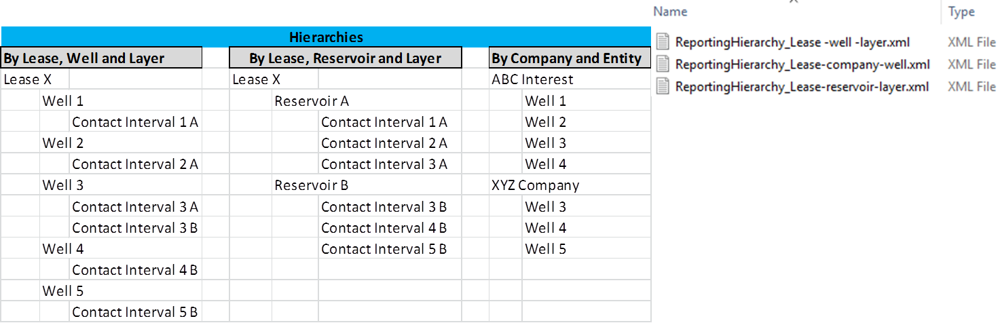 Hierarchies
By Lease, Well and Layer By Lease, Reservoir and Layer By Company and Entity
Lease X Lease X ABC Interest
Well 1 Reservoir A Well 1
Contact Interval 1 A Contact Interval 1 A Well 2
Well 2 Contact Interval 2 A Well 3
Contact Interval 2 A Contact Interval 3 A Well 4
Well 3 Reservoir B XYZ Company
Contact Interval 3 A Contact Interval 3 B Well 3
Contact Interval 3 B Contact Interval 4 B Well 4
Well 4 Contact Interval 5 B Well 5
Contact Interval 4 B
Well 5
Contact Interval 5 B
Name Type
ReportingHierarchy_Lease -well -layer.xml XML File
ReportingHierarchy_Lease-company-well.xml XML File
ReportingHierarchy_Lease-reservoir-layer.xml XML File